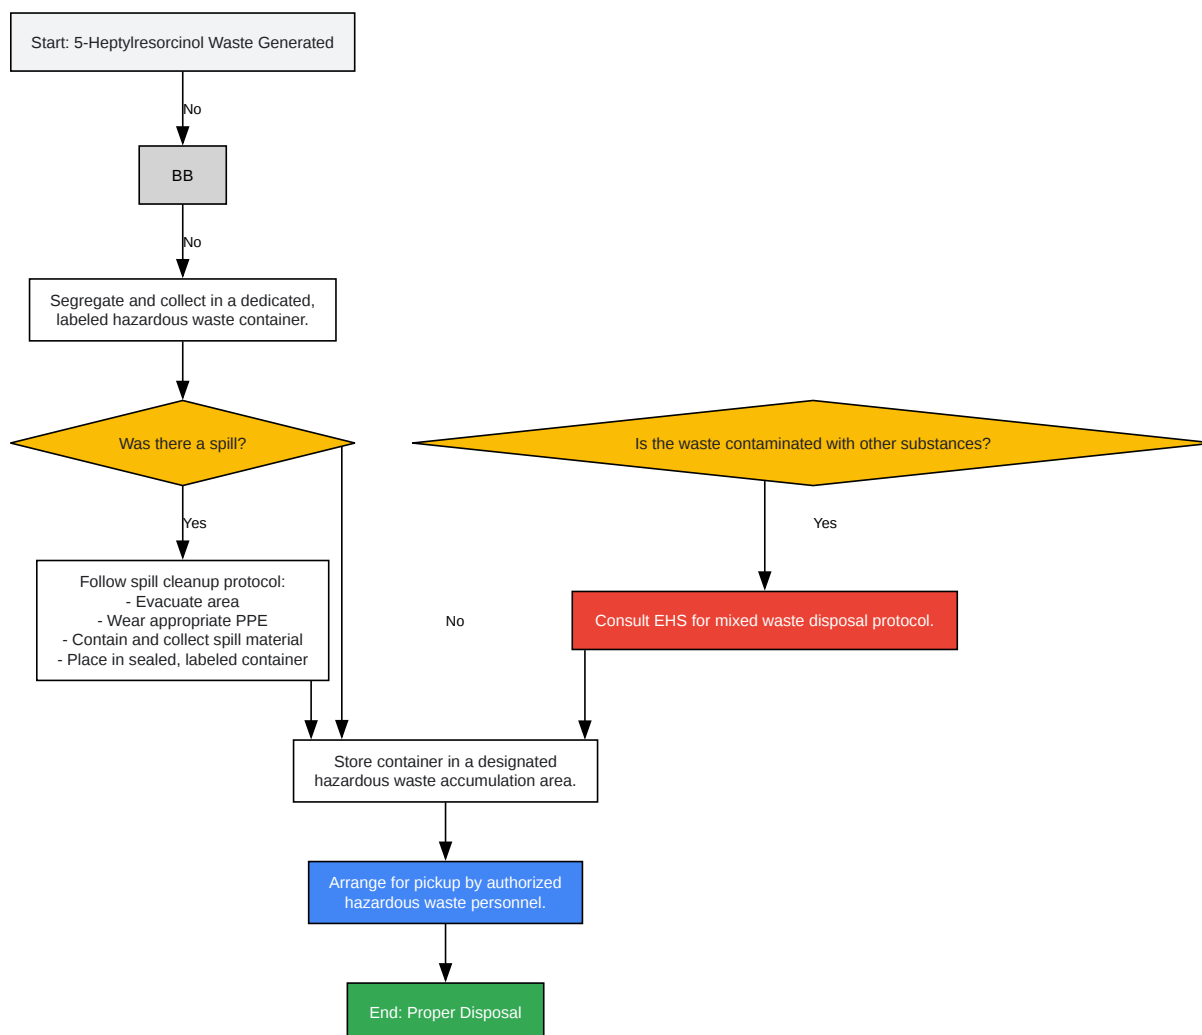 Start: 5-Heptylresorcinol Waste Generated
No
BB
No
Segregate and collect in a dedicated,
labeled hazardous waste container.
Was there a spill?
Is the waste contaminated with other substances?
Yes
Yes
Follow spill cleanup protocol:
- Evacuate area
- Wear appropriate PPE
- Contain and collect spill material
- Place in sealed, labeled container
No
Consult EHS for mixed waste disposal protocol.
Store container in a designated
hazardous waste accumulation area.
Arrange for pickup by authorized
hazardous waste personnel.
End: Proper Disposal